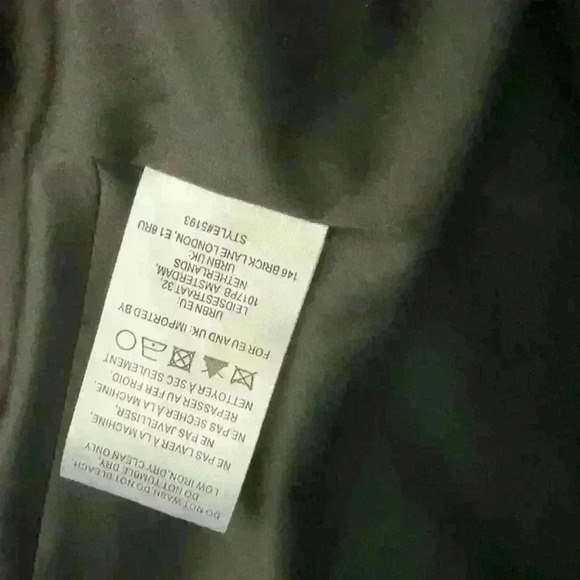 DO NOT WASH, DO NOT BLEACH,
DO NOT TUMBLE DRY,
LOW IRON, DRY CLEAN ONLY
NE PAS LAVER À LA MACHINE.
NE PAS JAVELLISER.
NE PAS SECHER À LA MACHINE.
REPASSER AU FER FROID.
NETTOYER À SEC SEULEMENT
FOR EU AND UK: IMPORTED BY
URBN EU:
LEIDSESTRAAT 32,
1017PB AMSTERDAM,
NETHERLANDS
URBN UK:
146 BRICK LANE LONDON, E1 6RU
STYLE#5193